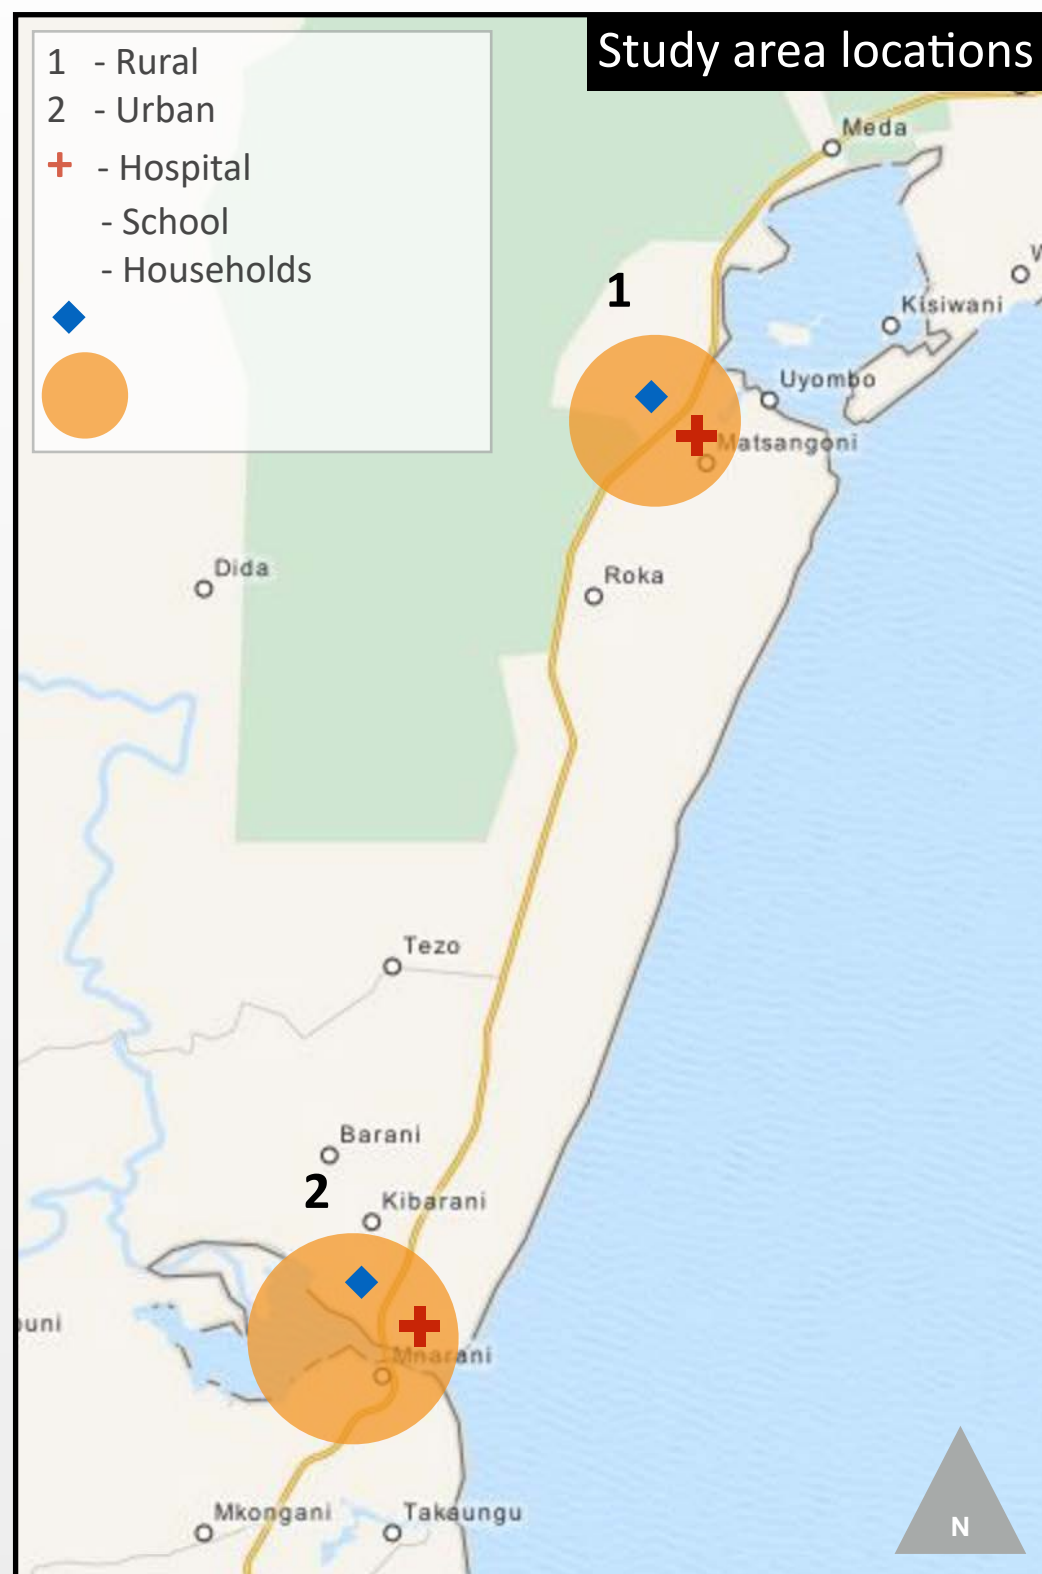 Study area locations
1 - Rural
2 - Urban
- Hospital
- School
- Households
Meda
W
1
Kisiwani
Uyombo
Matsangoni
Dida
Roka
Tezo
Barani
2
Kibarani
ouni
Mnarani
Mkongani
Takaungu
N